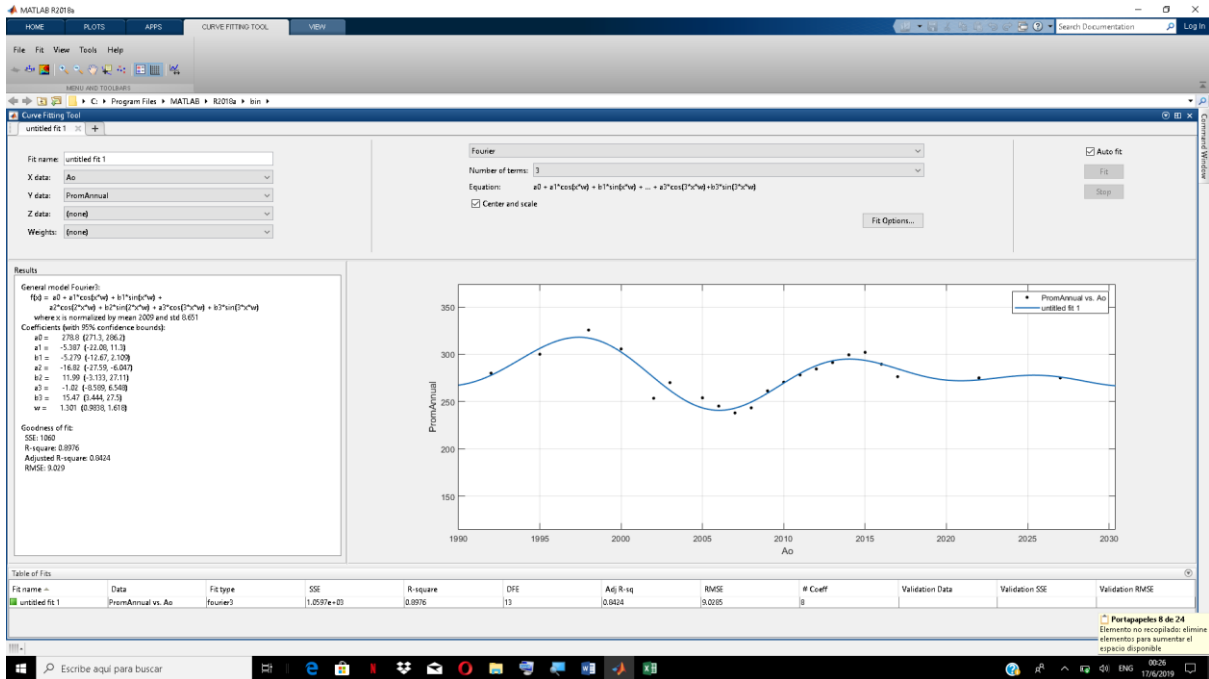 MATLAB R2018a
HOME PLOTS APPS CURVE FITTING TOOL VIEW Search Documentation Log In
File Fit View Tools Help
MENU AND TOOLBARS
C: Program Files MATLAB R2018a bin
Curve Fitting Tool
untitled fit 1
Command Window
Fit name: untitled fit 1
X data: Ao
Y data: PromAnnual
Z data: (none)
Weights: (none)
Fourier
Number of terms: 3
Equation: a0 + a1*cos(x*w) + b1*sin(x*w) + ... + a3*cos(3*x*w) +b3*sin(3*x*w)
Center and scale
Fit Options...
Auto fit
Fit
Stop
Results
General model Fourier3:
f(x) = a0 + a1*cos(x*w) + b1*sin(x*w) +
a2*cos(2*x*w) + b2*sin(2*x*w) + a3*cos(3*x*w) + b3*sin(3*x*w)
where x is normalized by mean 2009 and std 8.651
Coefficients (with 95% confidence bounds):
a0 = 278.8 (271.3, 286.2)
a1 = -5.387 (-22.08, 11.3)
b1 = -5.279 (-12.67, 2.109)
a2 = -16.82 (-27.59, -6.047)
b2 = 11.99 (-3.133, 27.11)
a3 = -1.02 (-8.589, 6.548)
b3 = 15.47 (3.444, 27.5)
w = 1.301 (0.9838, 1.618)
Goodness of fit:
SSE: 1060
R-square: 0.8976
Adjusted R-square: 0.8424
RMSE: 9.029
PromAnnual vs. Ao
untitled fit 1
350
300
250
200
150
PromAnnual
1990 1995 2000 2005 2010 2015 2020 2025 2030
Ao
Table of Fits
Fit name Data Fit type SSE R-square DFE Adj R-sq RMSE # Coeff Validation Data Validation SSE Validation RMSE
untitled fit 1 PromAnnual vs. Ao fourier3 1.0597e+03 0.8976 13 0.8424 9.0285 8
Portapapeles 8 de 24
Elemento no recopilado: elimine
elementos para aumentar el
espacio disponible
Escribe aquí para buscar
ENG
00:26
17/6/2019